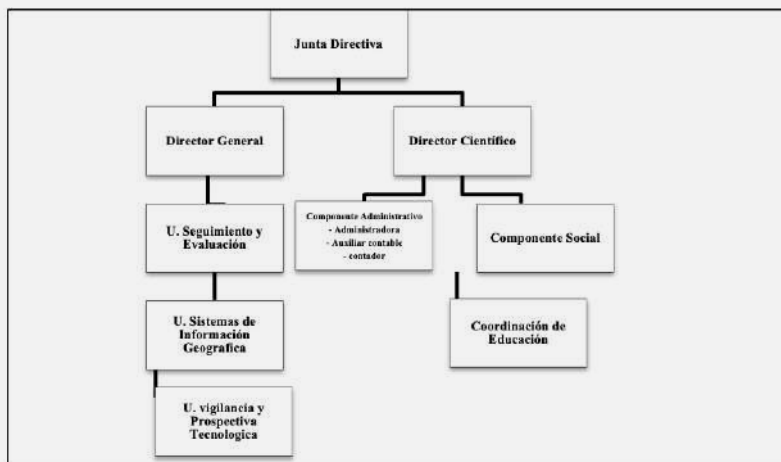 Junta Directiva
Director General
Director Científico
Componente Administrativo
- Administradora
- Auxiliar contable
- contador
U. Seguimiento y
Evaluación
Componente Social
U. Sistemas de
Información
Geografica
Coordinación de
Educación
U. vigilancia y
Prospectiva
Tecnologica